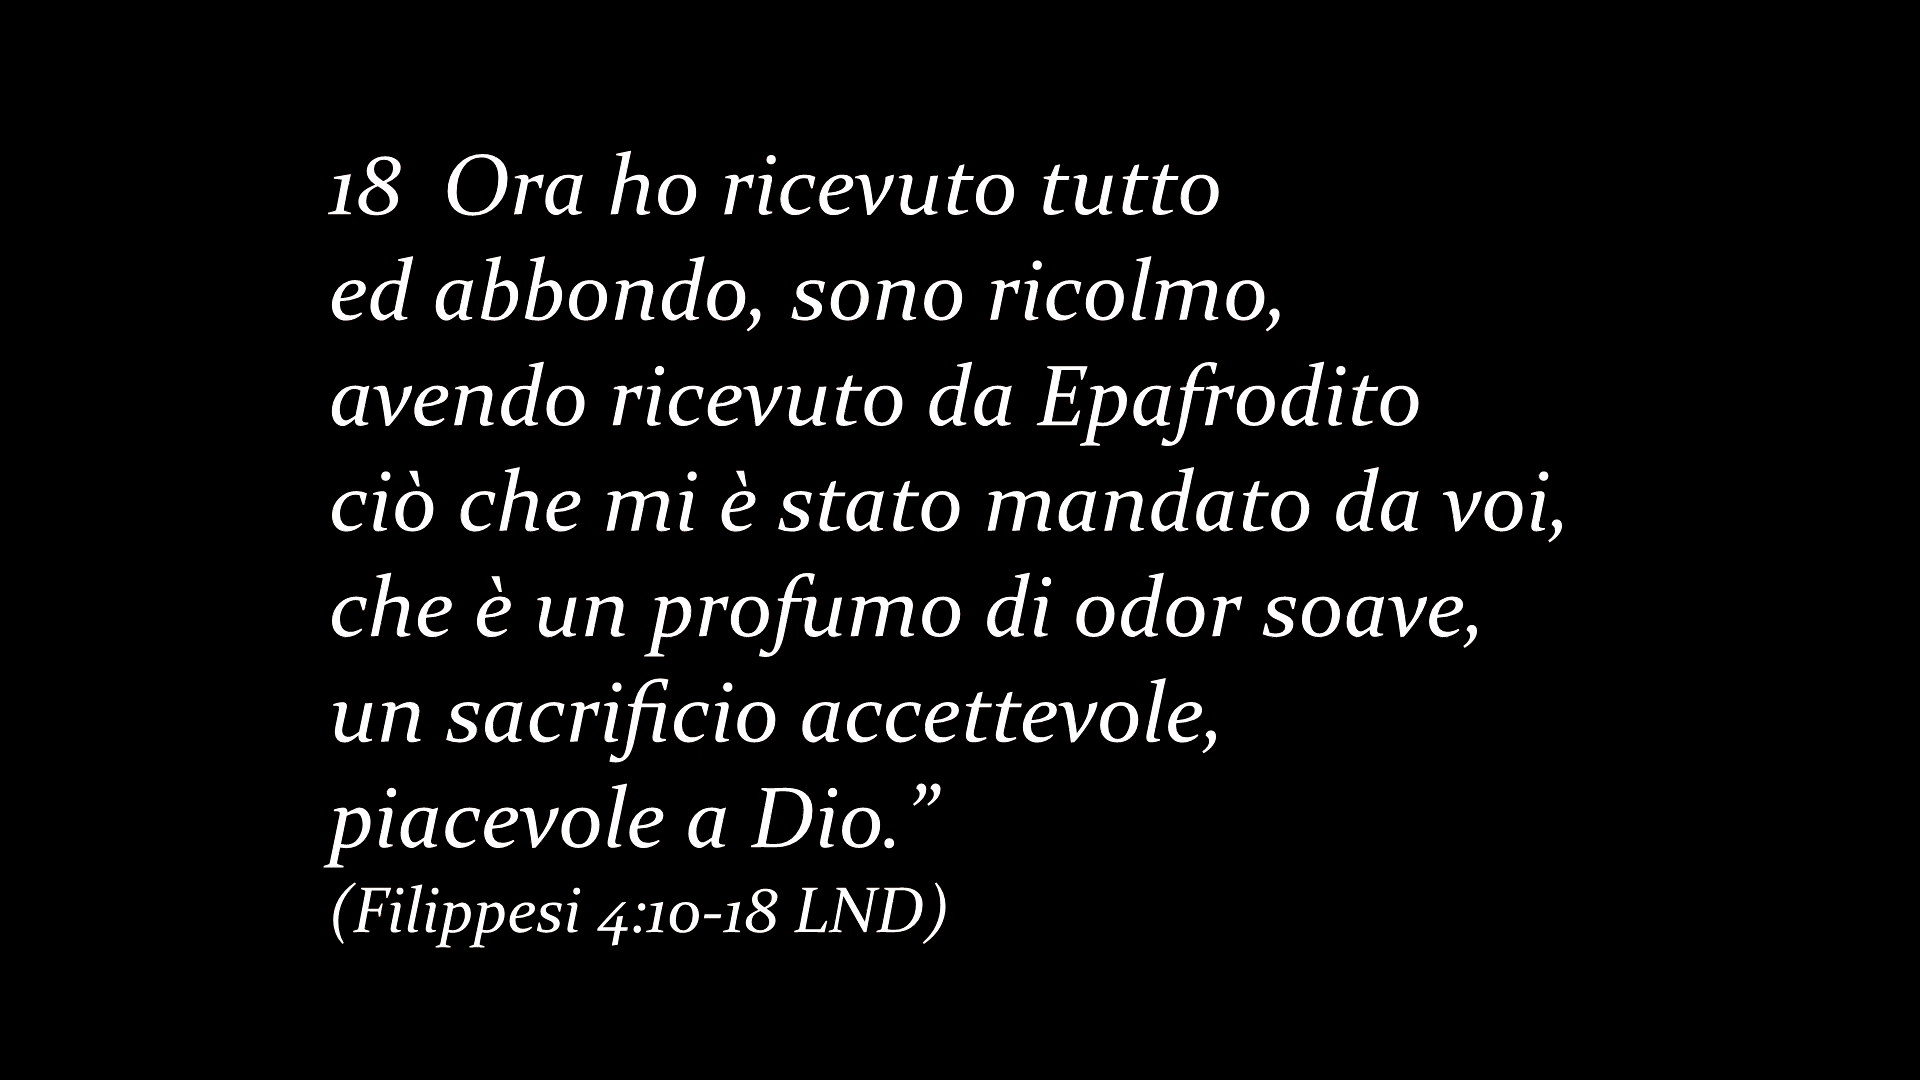 18  Ora ho ricevuto tutto
ed abbondo, sono ricolmo,
avendo ricevuto da Epafrodito
ciò che mi è stato mandato da voi,
che è un profumo di odor soave,
un sacrificio accettevole,
piacevole a Dio.”
(Filippesi 4:10-18 LND)